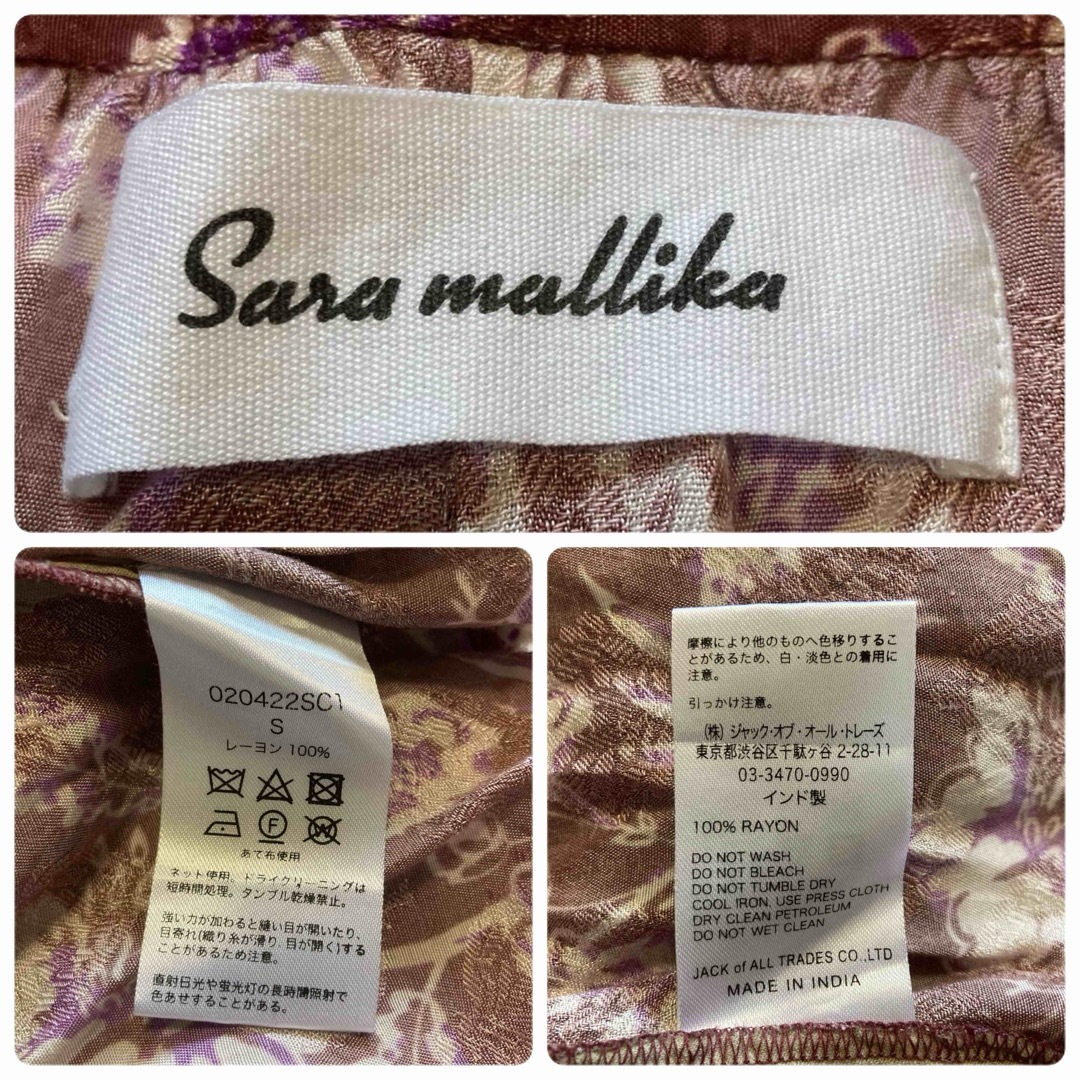 Sara mallika
020422SC1
S
レーヨン 100%
F
W
あて布使用
ネット使用、ドライクリーニングは
短時間処理。タンブル乾燥禁止。
強い力が加わると縫い目が開いたり、
目寄れ(織り糸が滑り、目が開く)する
ことがあるため注意。
直射日光や蛍光灯の長時間照射で
色あせすることがあります。
摩擦により他のものへ色移りするこ
とがあるため、白・淡色との着用に
注意。
引っかけ注意。
(株) ジャック・オブ・オール・トレーズ
東京都渋谷区千駄ヶ谷 2-28-11
03-3470-0990
インド製
100% RAYON
DO NOT WASH
DO NOT BLEACH
DO NOT TUMBLE DRY
COOL IRON, USE PRESS CLOTH
DRY CLEAN PETROLEUM
DO NOT WET CLEAN
JACK of ALL TRADES CO.,LTD
MADE IN INDIA